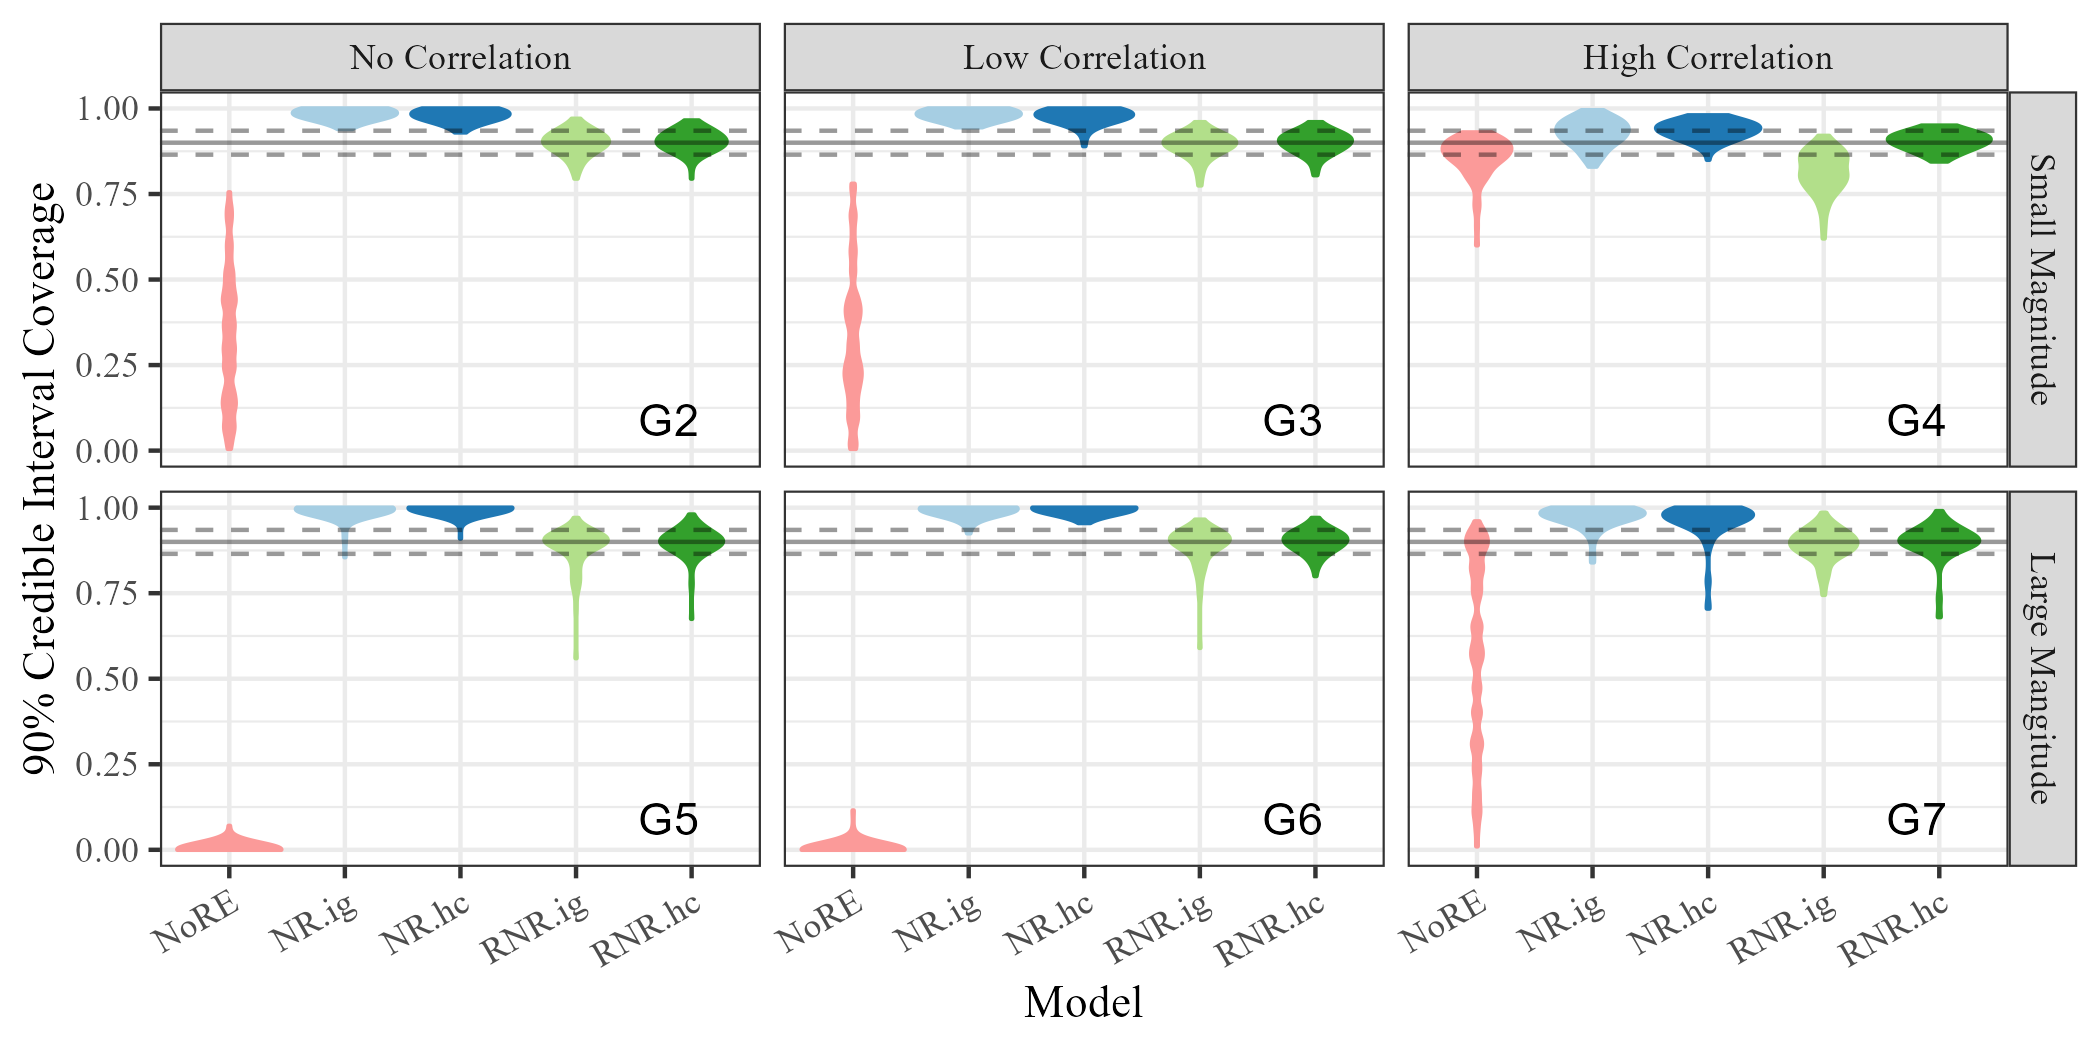 No Correlation
Low Correlation
High Correlation
90% Credible Interval Coverage
1.00
0.75
0.50
0.25
0.00
G2
G3
G4
Small Magnitude
1.00
0.75
0.50
0.25
0.00
G5
G6
G7
Large Mangitude
NoRE
NR.ig
NR.hc
RNR.ig
RNR.hc
NoRE
NR.ig
NR.hc
RNR.ig
RNR.hc
NoRE
NR.ig
NR.hc
RNR.ig
RNR.hc
Model